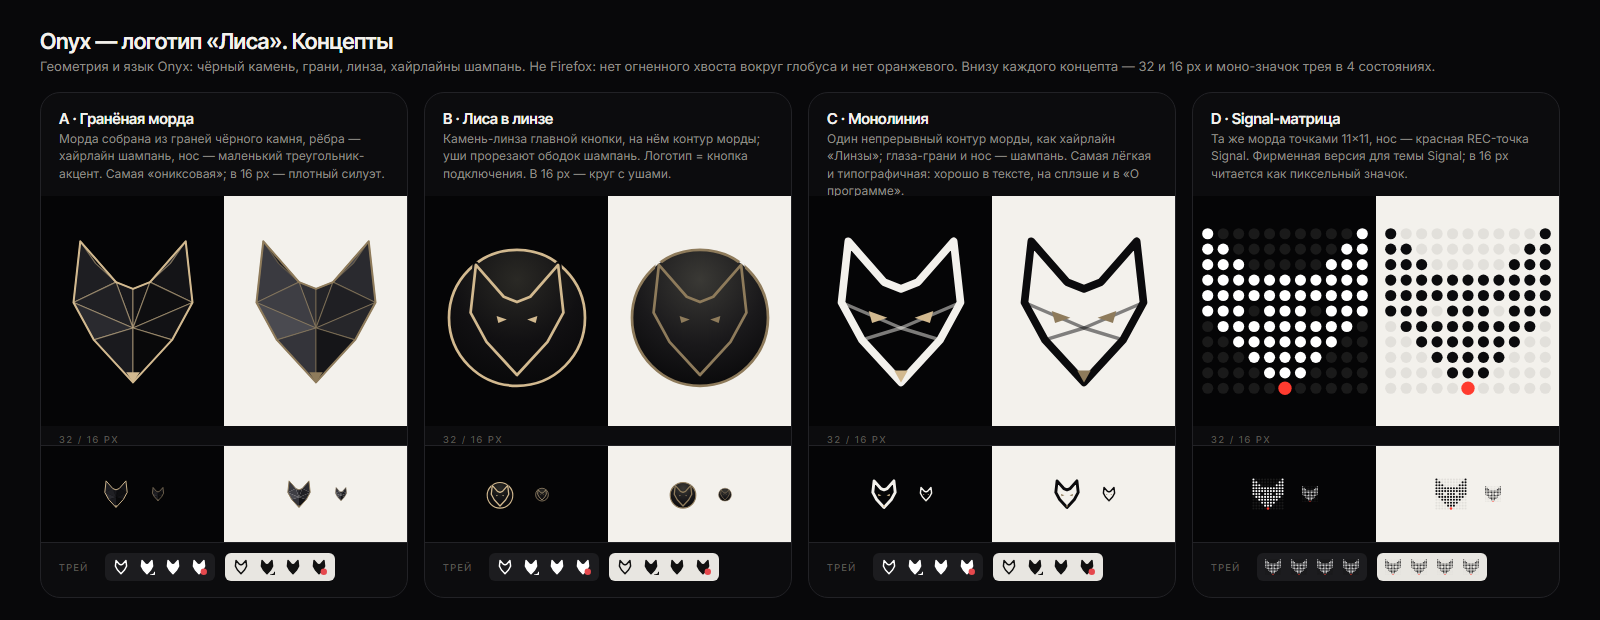 Onyx — логотип «Лиса». Концепты
Геометрия и язык Onyx: чёрный камень, грани, линза, хайрлайны шампань. Не Firefox: нет огненного хвоста вокруг глобуса и нет оранжевого. Внизу каждого концепта — 32 и 16 px и моно-значок трея в 4 состояниях.
A · Гранёная морда
Морда собрана из граней чёрного камня, рёбра —
хайрлайн шампань, нос — маленький треугольник-
акцент. Самая «ониксовая»; в 16 px — плотный силуэт.
32 / 16 PX
ТРЕЙ
B · Лиса в линзе
Камень-линза главной кнопки, на нём контур морды;
уши прорезают ободок шампань. Логотип = кнопка
подключения. В 16 px — круг с ушами.
32 / 16 PX
ТРЕЙ
C · Монолиния
Один непрерывный контур морды, как хайрлайн
«Линзы»; глаза-грани и нос — шампань. Самая лёгкая
и типографичная: хорошо в тексте, на сплэше и в «О
программе».
32 / 16 PX
ТРЕЙ
D · Signal-матрица
Та же морда точками 11×11, нос — красная REC-точка
Signal. Фирменная версия для темы Signal; в 16 px
читается как пиксельный значок.
32 / 16 PX
ТРЕЙ